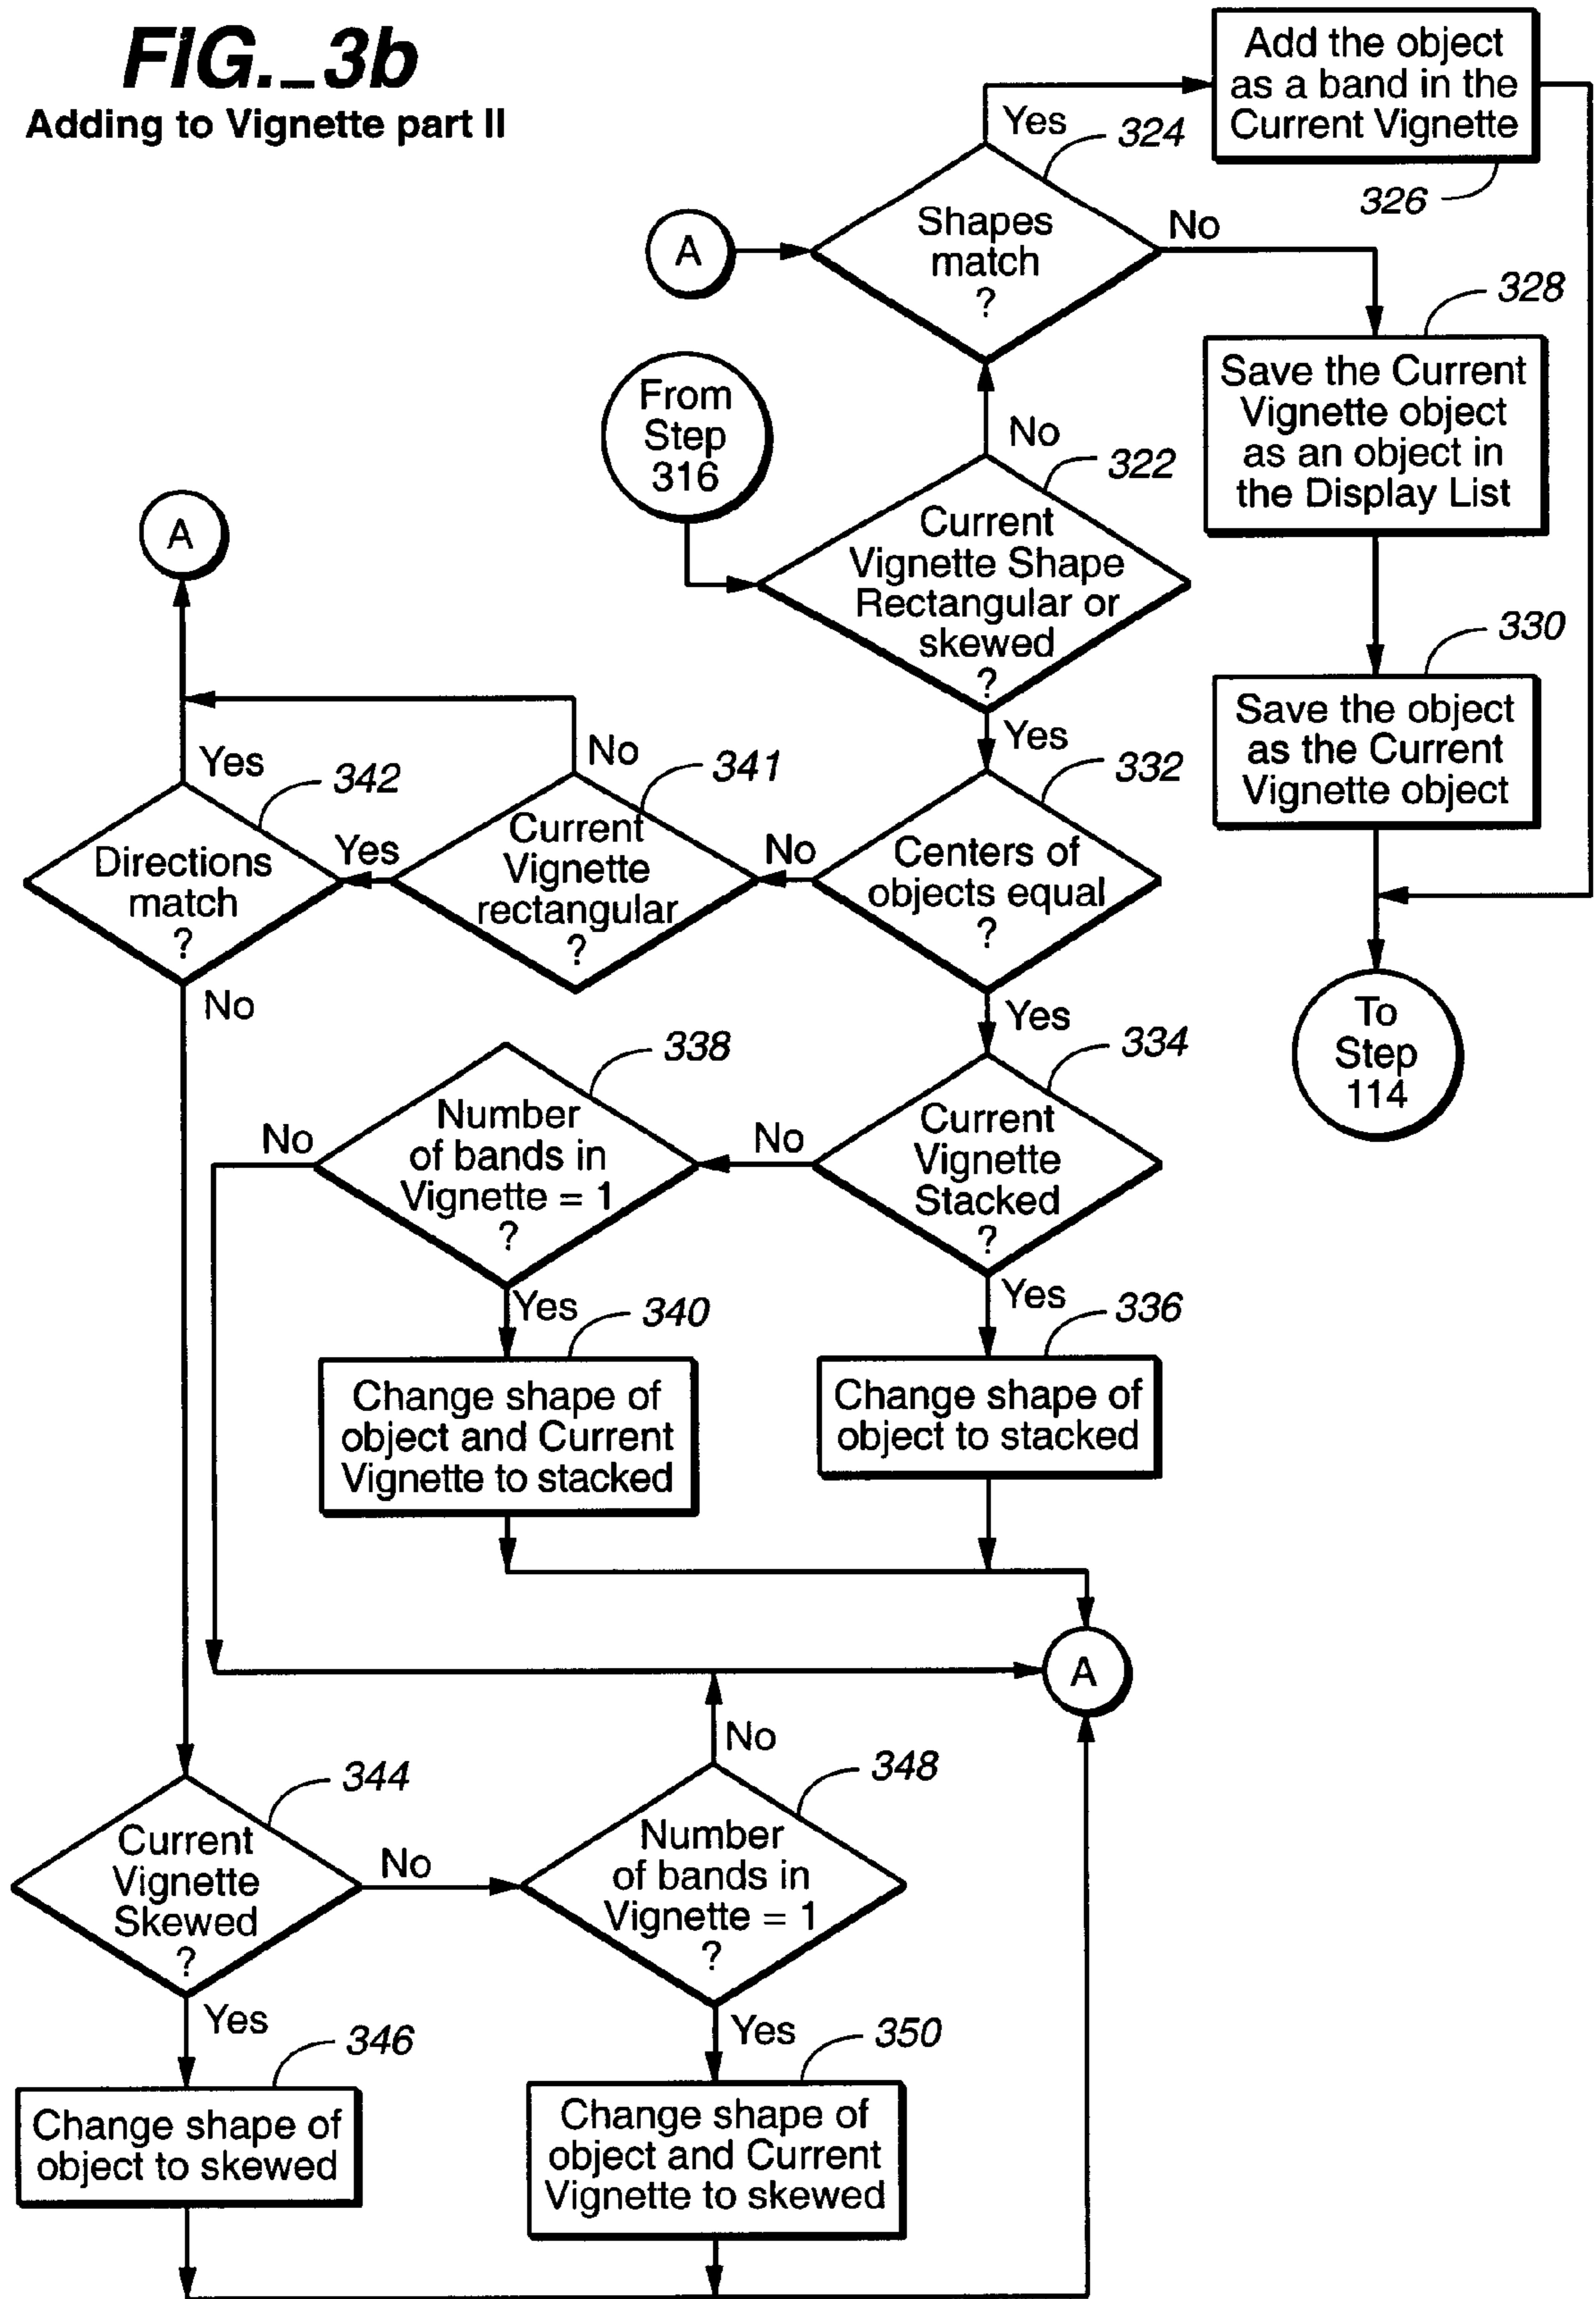 FIG._3b
Adding to Vignette part II
Add the object
as a band in the
Current Vignette
326
Yes
324
A
Shapes
match
?
No
328
Save the Current
Vignette object
as an object in
the Display List
From
Step
316
No
322
Current
Vignette Shape
Rectangular or
skewed
?
330
Save the object
as the Current
Vignette object
A
Yes
342
Directions
match
?
Yes
No
341
Current
Vignette
rectangular
?
No
Yes
332
Centers of
objects equal
?
To
Step
114
No
338
Number
of bands in
Vignette = 1
?
No
No
Yes
334
Current
Vignette
Stacked
?
Yes
340
Change shape of
object and Current
Vignette to stacked
Yes
336
Change shape of
object to stacked
A
344
Current
Vignette
Skewed
?
No
No
348
Number
of bands in
Vignette = 1
?
Yes
346
Change shape of
object to skewed
Yes
350
Change shape of
object and Current
Vignette to skewed